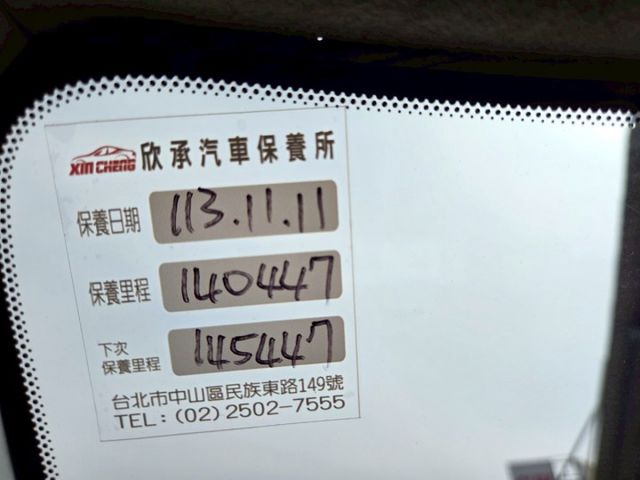 XIN CHENG 欣承汽車保養所
保養日期 113.11.11
保養里程 140447
下次
保養里程 145447
台北市中山區民族東路149號
TEL：(02)2502-7555